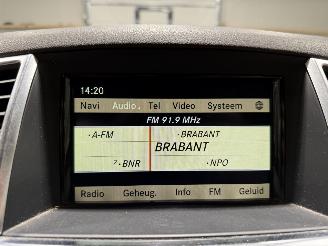 14:20
Navi Audio. Tel Video Systeem
FM 91.9 MHz
·A-FM ·BRABANT
BRABANT
·BNR ·NPO
Radio Geheug. Info FM Geluid